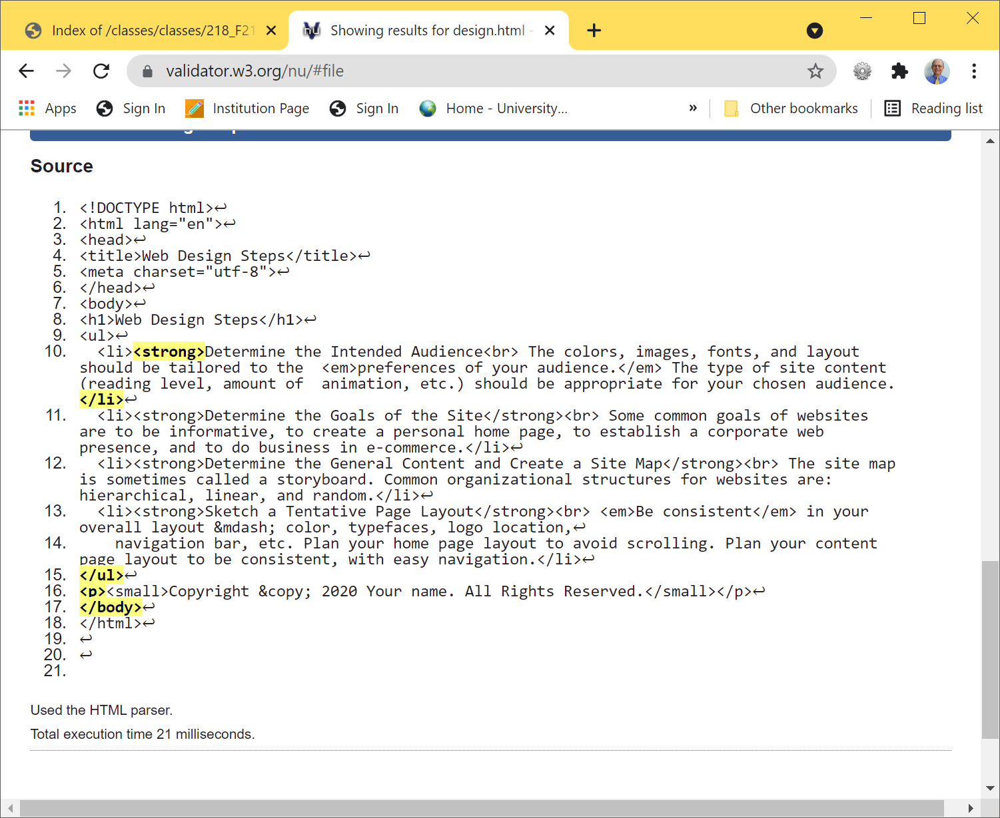 Index of /classes/classes/218_F21
Showing results for design.html -
validator.w3.org/nu/#file
Apps Sign In Institution Page Sign In Home - University... » Other bookmarks Reading list
Source
1. <!DOCTYPE html>↩
2. <html lang="en">↩
3. <head>↩
4. <title>Web Design Steps</title>↩
5. <meta charset="utf-8">↩
6. </head>↩
7. <body>↩
8. <h1>Web Design Steps</h1>↩
9. <ul>↩
10. <li><strong>Determine the Intended Audience<br> The colors, images, fonts, and layout
should be tailored to the  <em>preferences of your audience.</em> The type of site content
(reading level, amount of  animation, etc.) should be appropriate for your chosen audience.
</li>↩
11. <li><strong>Determine the Goals of the Site</strong><br> Some common goals of websites
are to be informative, to create a personal home page, to establish a corporate web
presence, and to do business in e-commerce.</li>↩
12. <li><strong>Determine the General Content and Create a Site Map</strong><br> The site map
is sometimes called a storyboard. Common organizational structures for websites are:
hierarchical, linear, and random.</li>↩
13. <li><strong>Sketch a Tentative Page Layout</strong><br> <em>Be consistent</em> in your
overall layout &mdash; color, typefaces, logo location,↩
14. navigation bar, etc. Plan your home page layout to avoid scrolling. Plan your content
page layout to be consistent, with easy navigation.</li>↩
15. </ul>↩
16. <p><small>Copyright &copy; 2020 Your name. All Rights Reserved.</small></p>↩
17. </body>↩
18. </html>↩
19. ↩
20. ↩
21.
Used the HTML parser.
Total execution time 21 milliseconds.